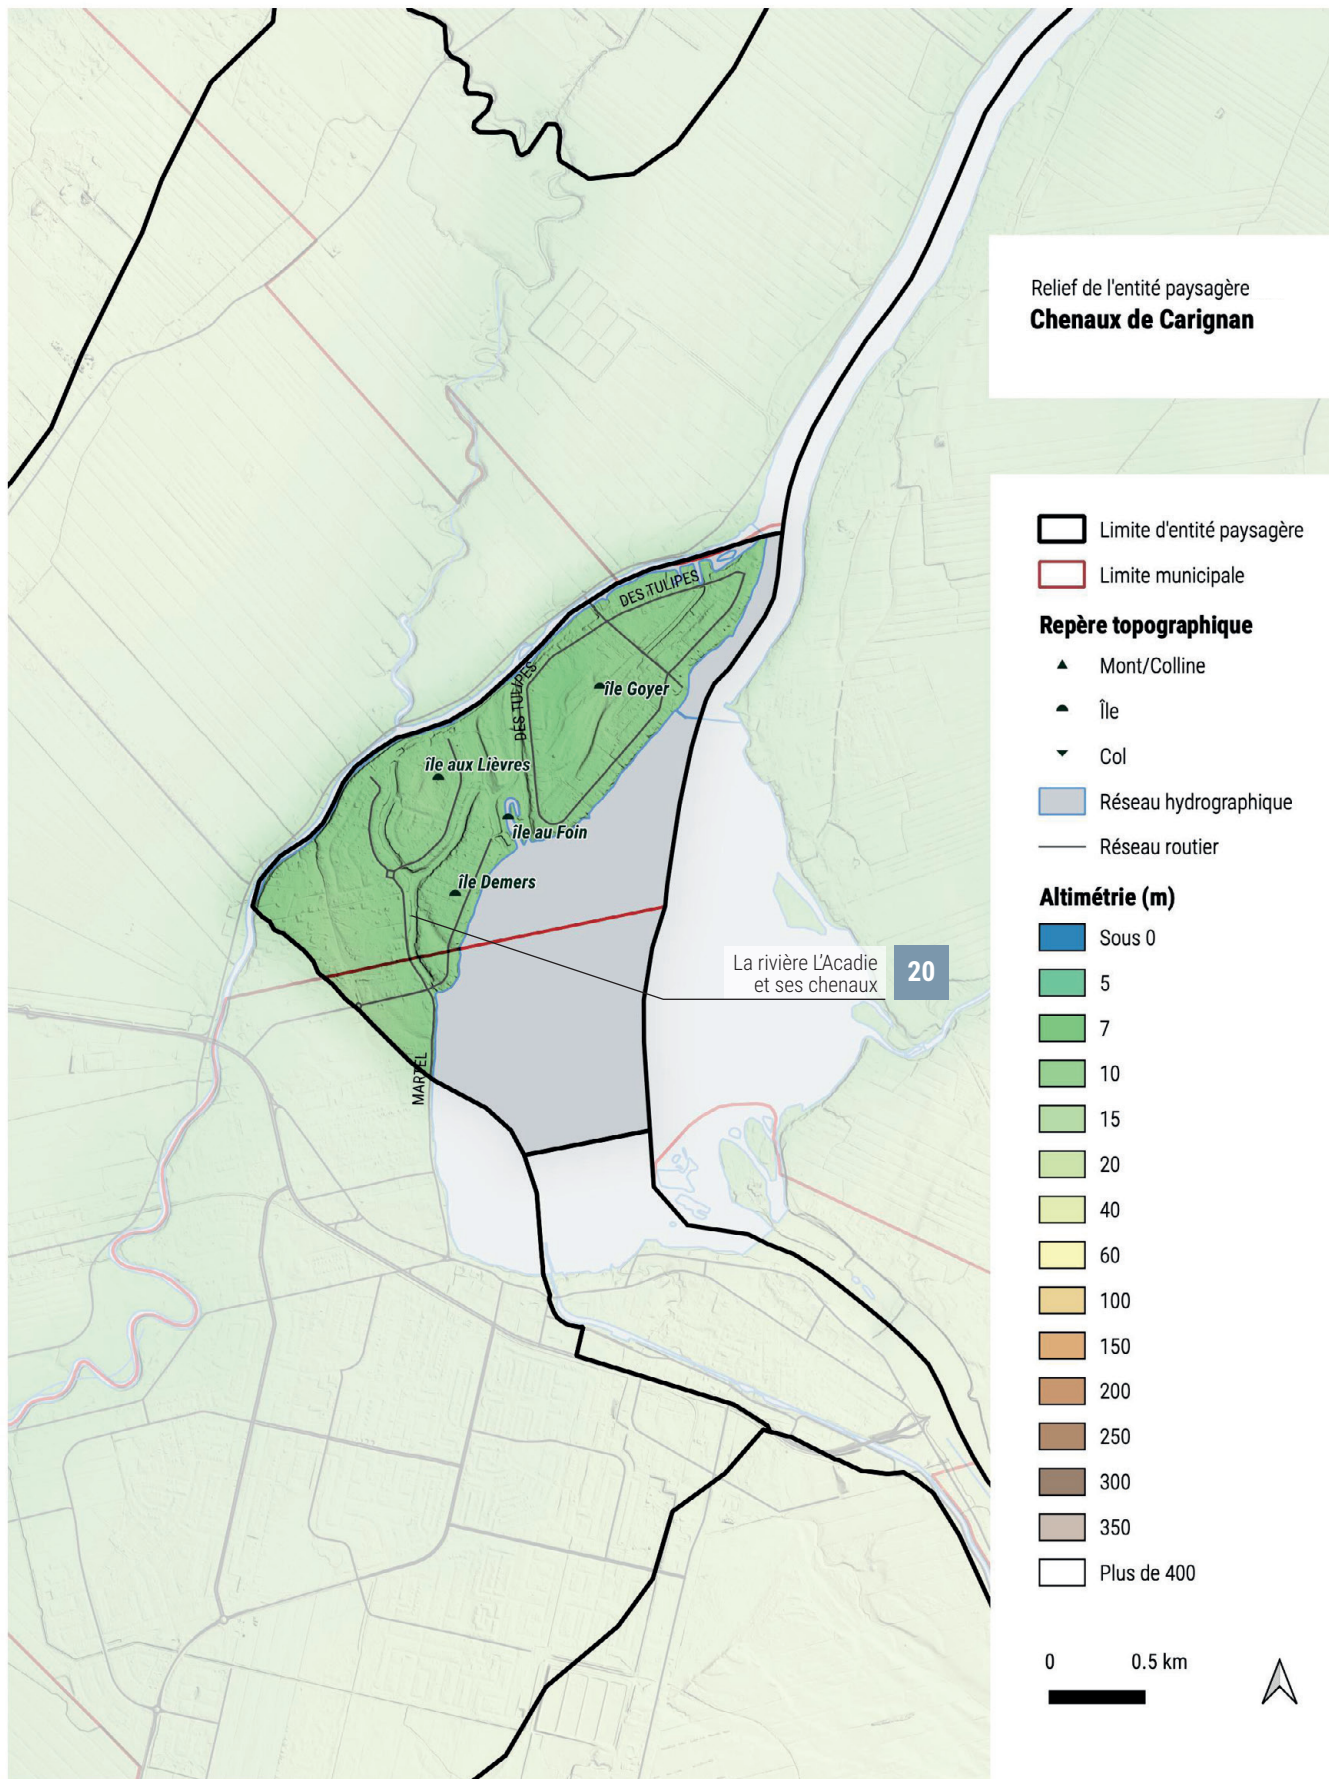 Relief de l'entité paysagère
Chenaux de Carignan
Limite d'entité paysagère
Limite municipale
Repère topographique
Mont/Colline
Île
Col
Réseau hydrographique
Réseau routier
Altimétrie (m)
Sous 0
5
7
10
15
20
40
60
100
150
200
250
300
350
Plus de 400
0 0.5 km
DES TULIPES
DES TULIPES
île Goyer
île aux Lièvres
île au Foin
île Demers
La rivière L'Acadie
et ses chenaux
20
MARTEL